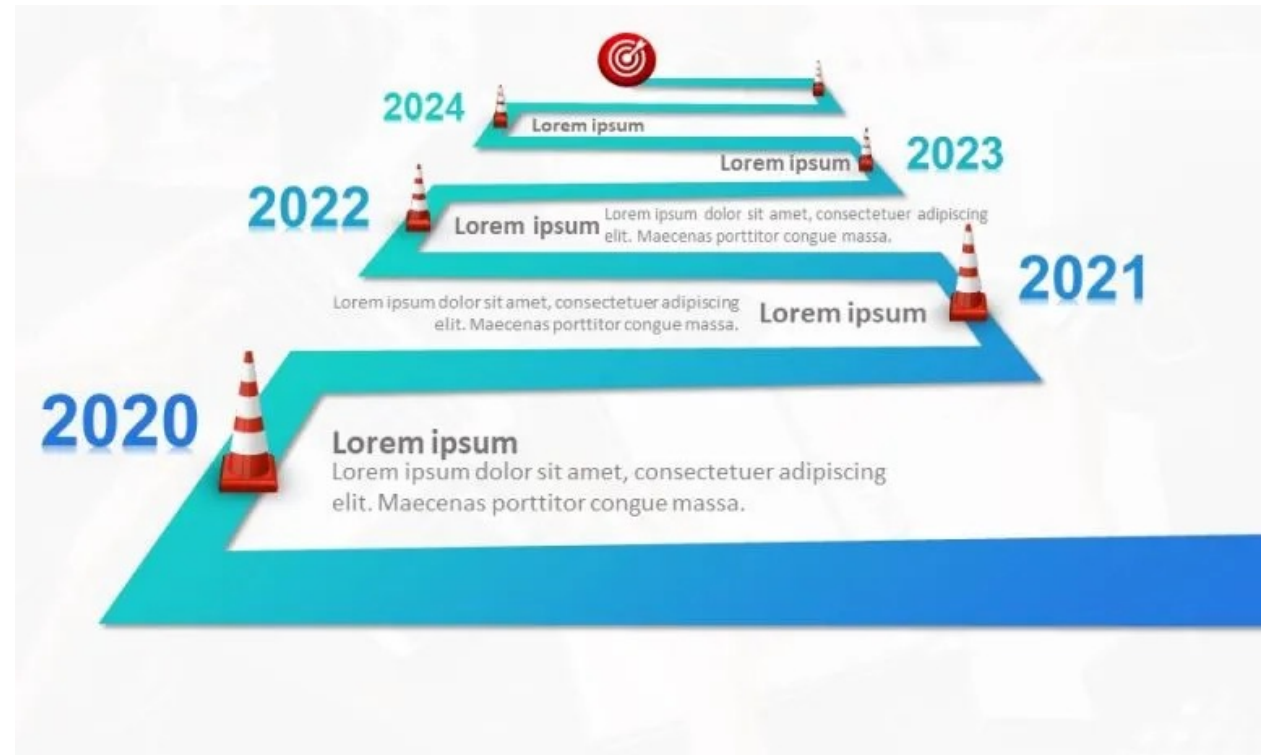 2024
Lorem ipsum
2023
Lorem ipsum
2022
Lorem ipsum
Lorem ipsum dolor sit amet, consectetuer adipiscing
elit. Maecenas porttitor congue massa.
2021
Lorem ipsum dolor sit amet, consectetuer adipiscing
elit. Maecenas porttitor congue massa.
Lorem ipsum
2020
Lorem ipsum
Lorem ipsum dolor sit amet, consectetuer adipiscing
elit. Maecenas porttitor congue massa.